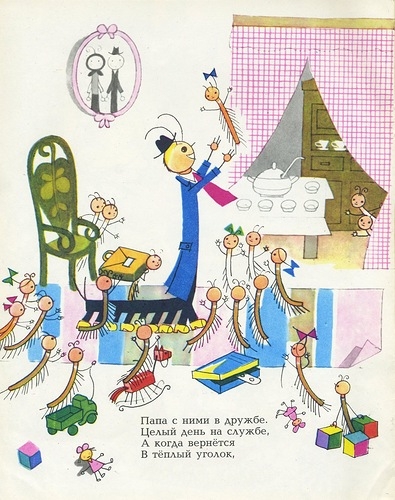 Папа с ними в дружбе.
Целый день на службе,
А когда вернётся
В тёплый уголок,